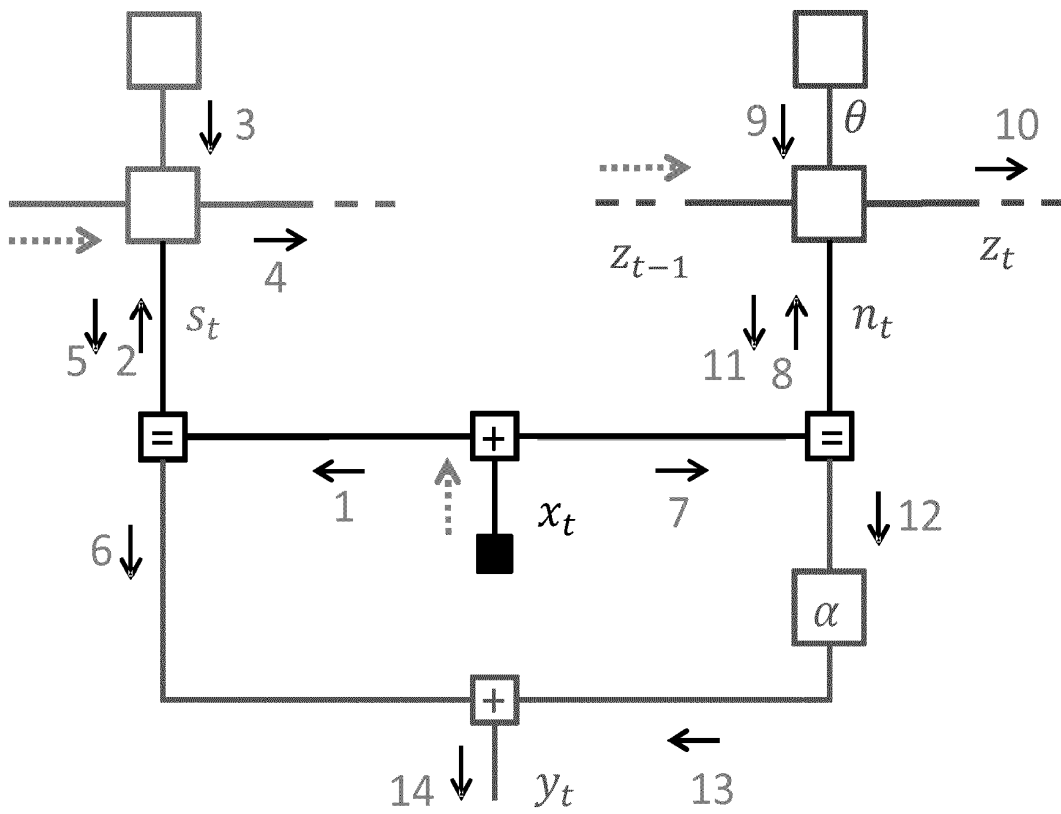 3
9
θ
10
4
z_{t-1}
z_t
5
2
s_t
11
8
n_t
=
+
=
1
7
x_t
6
12
α
+
14
y_t
13